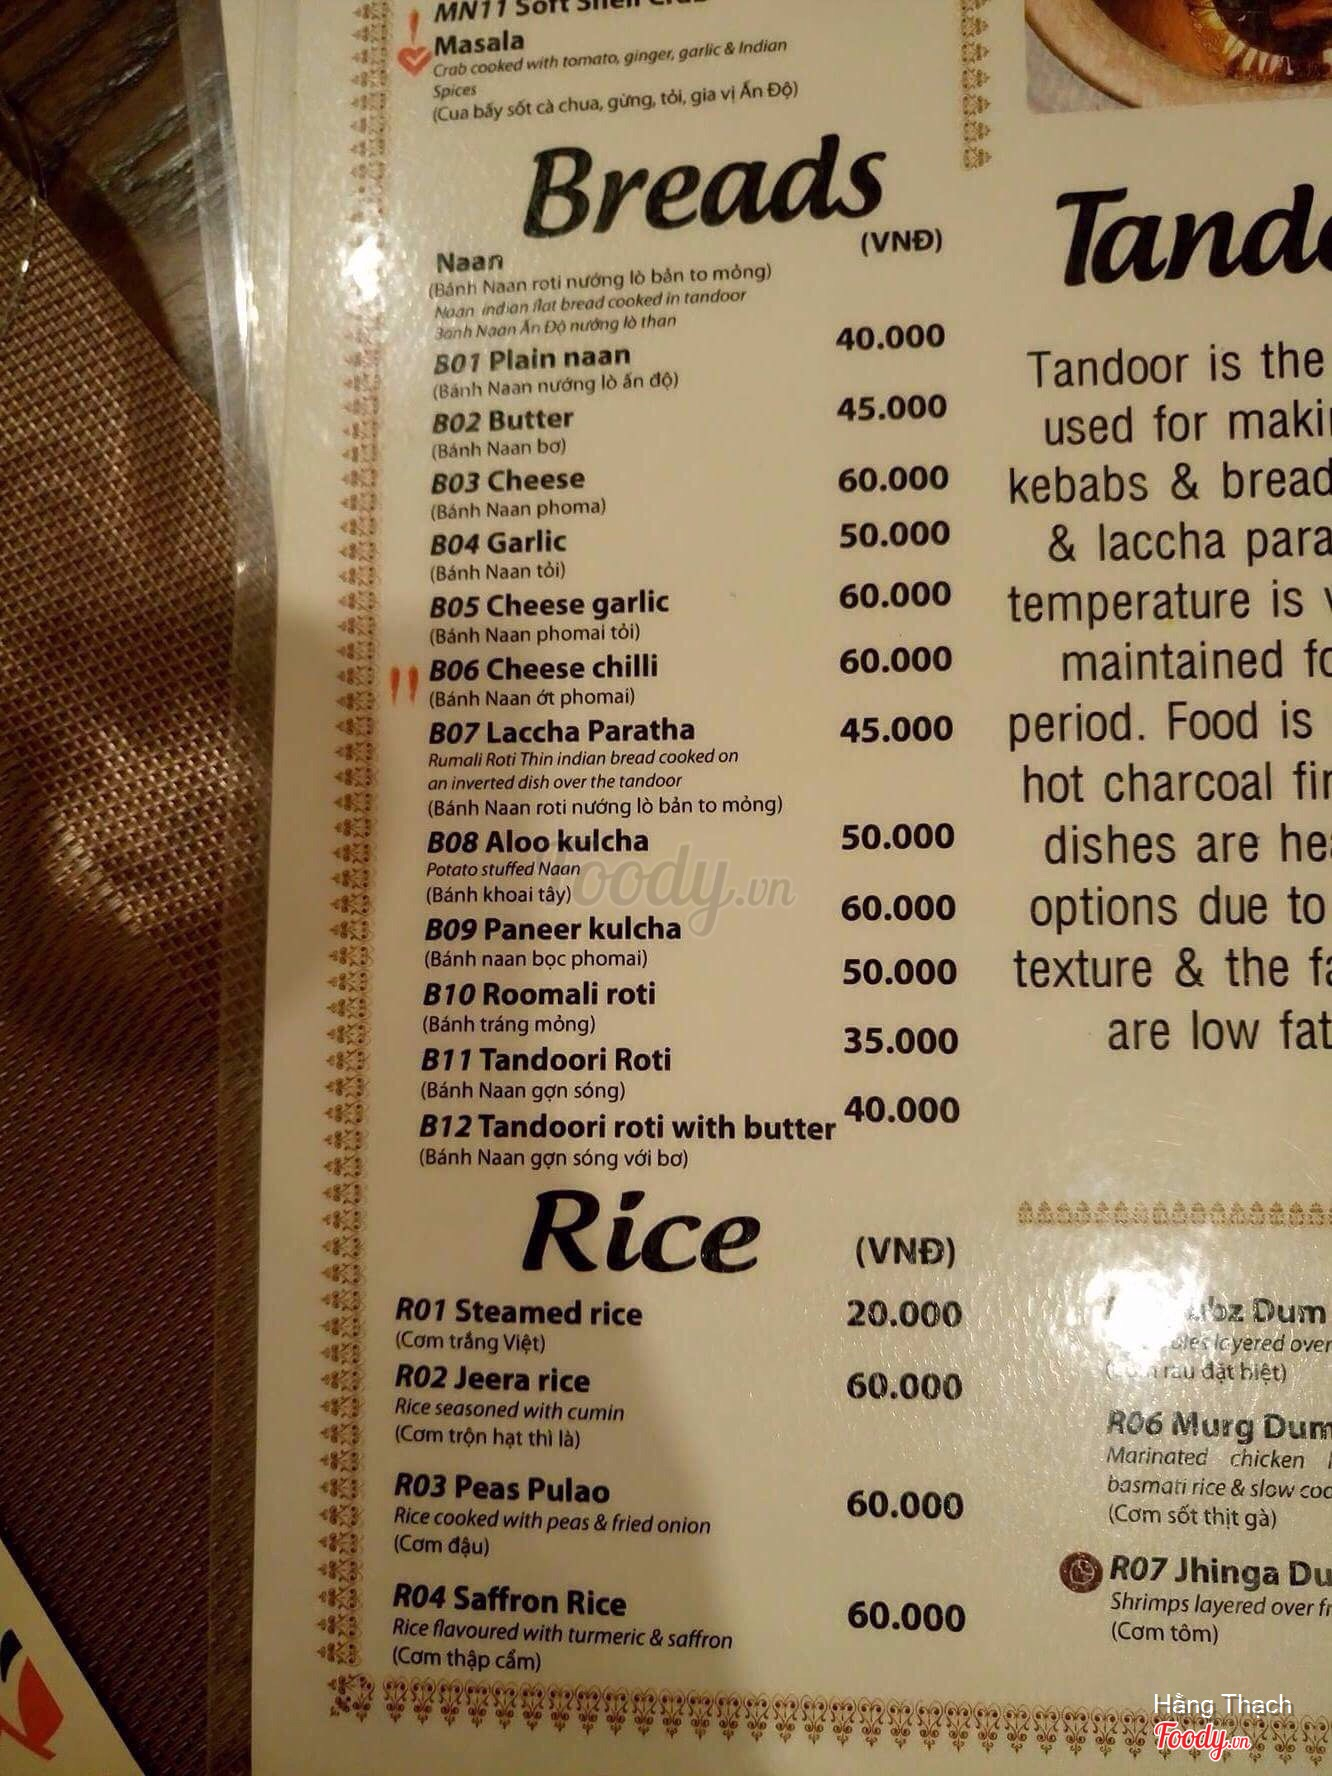 MN11 Soft Shell
Masala
Crab cooked with tomato, ginger, garlic & Indian
Spices
(Cua bấy sốt cà chua, gừng, tỏi, gia vị Ấn Độ)
Breads
(VNĐ)
Naan
(Bánh Naan roti nướng lò bản to mỏng)
Naan indian flat bread cooked in tandoor
Banh Naan Ấn Độ nướng lò than
B01 Plain naan 40.000
(Bánh Naan nướng lò ấn độ)
B02 Butter 45.000
(Bánh Naan bơ)
B03 Cheese 60.000
(Bánh Naan phoma)
B04 Garlic 50.000
(Bánh Naan tỏi)
B05 Cheese garlic 60.000
(Bánh Naan phomai tỏi)
B06 Cheese chilli 60.000
(Bánh Naan ớt phomai)
B07 Laccha Paratha 45.000
Rumali Roti Thin indian bread cooked on
an inverted dish over the tandoor
(Bánh Naan roti nướng lò bản to mỏng)
B08 Aloo kulcha 50.000
Potato stuffed Naan
(Bánh khoai tây)
B09 Paneer kulcha 60.000
(Bánh naan bọc phomai)
B10 Roomali roti 50.000
(Bánh tráng mỏng)
B11 Tandoori Roti 35.000
(Bánh Naan gợn sóng)
B12 Tandoori roti with butter 40.000
(Bánh Naan gợn sóng với bơ)
Rice
(VNĐ)
R01 Steamed rice 20.000
(Cơm trắng Việt)
R02 Jeera rice 60.000
Rice seasoned with cumin
(Cơm trộn hạt thì là)
R03 Peas Pulao 60.000
Rice cooked with peas & fried onion
(Cơm đậu)
R04 Saffron Rice 60.000
Rice flavoured with turmeric & saffron
(Cơm thập cẩm)
Tandoor is the
used for
kebabs &
& laccha
temperature is
maintained
period. Food is
hot charcoal
dishes are
options due to
texture & the
are low fat
Dum
layered over
rau đặt biệt)
R06 Murg Dum
Marinated chicken
basmati rice & slow
(Cơm sốt thịt gà)
R07 Jhinga
Shrimps layered over
(Cơm tôm)
Foody.vn
Hằng Thạch
Foody.vn